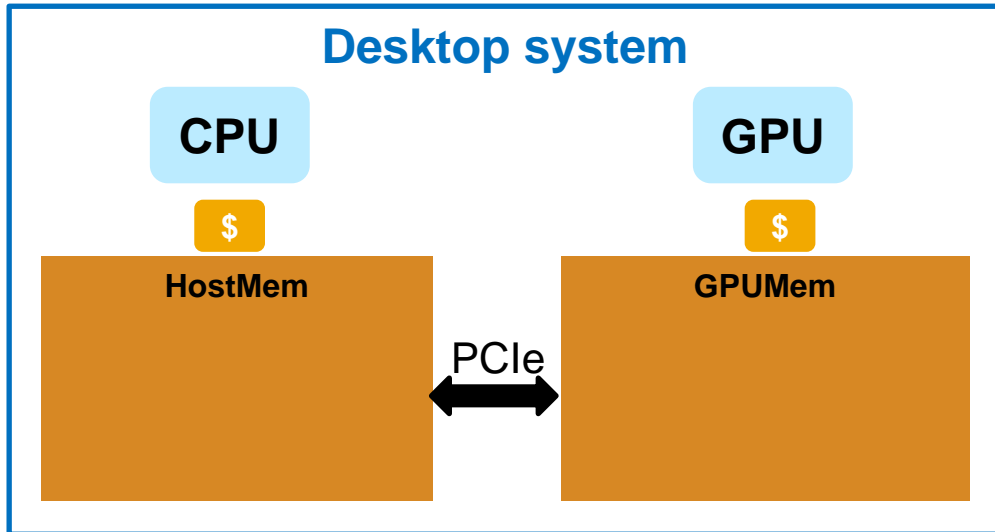 Desktop system
CPU
GPU
$
$
HostMem
GPUMem
PCIe